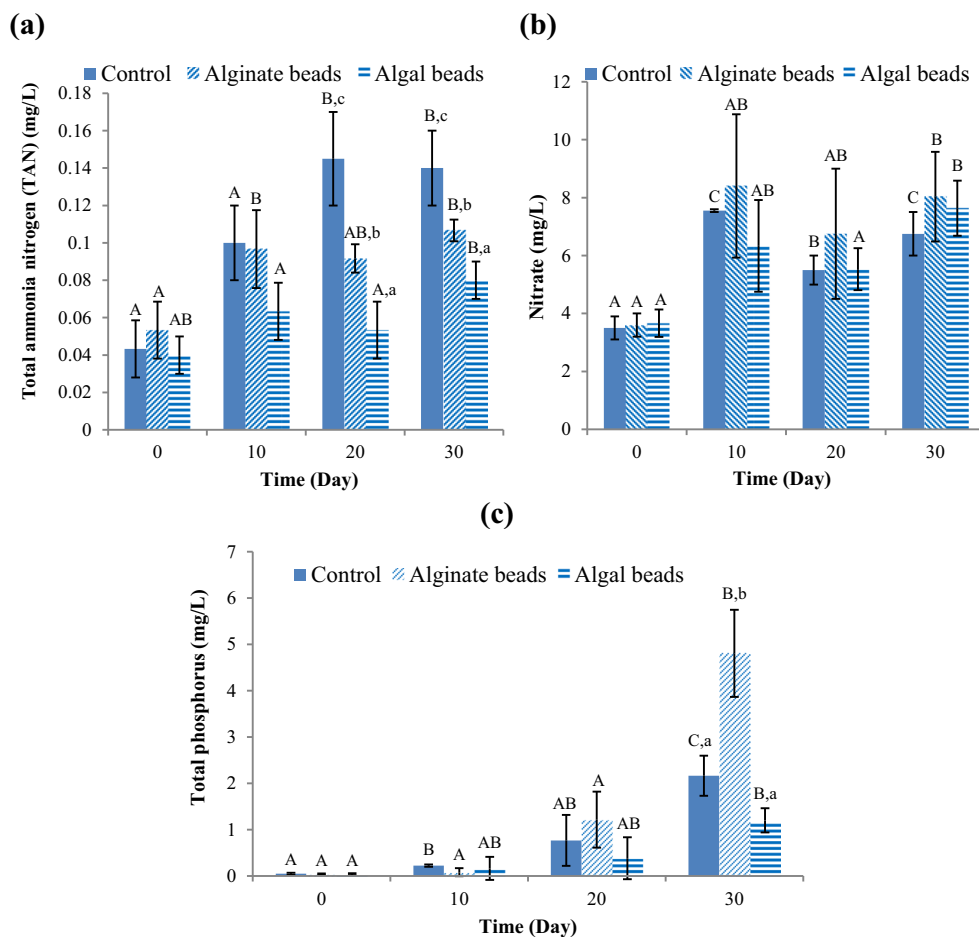 (a)
Control Alginate beads Algal beads
Total ammonia nitrogen (TAN) (mg/L)
0.18
0.16
0.14
0.12
0.1
0.08
0.06
0.04
0.02
0
A A AB
A B A
B,c AB,b A,a
B,c B,b B,a
0 10 20 30
Time (Day)
(b)
Control Alginate beads Algal beads
Nitrate (mg/L)
12
10
8
6
4
2
0
A A A
C AB AB
B AB A
C B B
0 10 20 30
Time (Day)
(c)
Control Alginate beads Algal beads
Total phosphorus (mg/L)
7
6
5
4
3
2
1
0
A A A
B A AB
AB A AB
C,a B,b B,a
0 10 20 30
Time (Day)